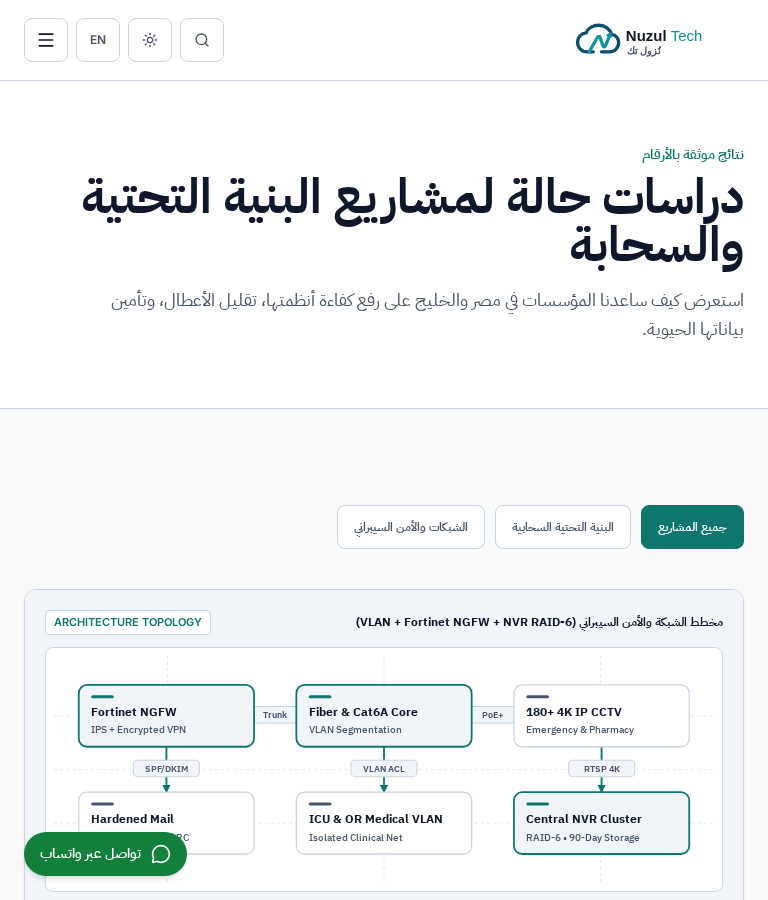 Nuzul Tech
نُزول تك
EN
نتائج موثقة بالأرقام
دراسات حالة لمشاريع البنية التحتية
والسحابة
استعرض كيف ساعدنا المؤسسات في مصر والخليج على رفع كفاءة أنظمتها، تقليل الأعطال، وتأمين
بياناتها الحيوية.
جميع المشاريع
البنية التحتية السحابية
الشبكات والأمن السيبراني
مخطط الشبكة والأمن السيبراني (VLAN + Fortinet NGFW + NVR RAID-6)
ARCHITECTURE TOPOLOGY
Fortinet NGFW
IPS + Encrypted VPN
Trunk
Fiber & Cat6A Core
VLAN Segmentation
PoE+
180+ 4K IP CCTV
Emergency & Pharmacy
SPF/DKIM
VLAN ACL
RTSP 4K
Hardened Mail
ICU & OR Medical VLAN
Isolated Clinical Net
Central NVR Cluster
RAID-6 • 90-Day Storage
تواصل عبر واتساب